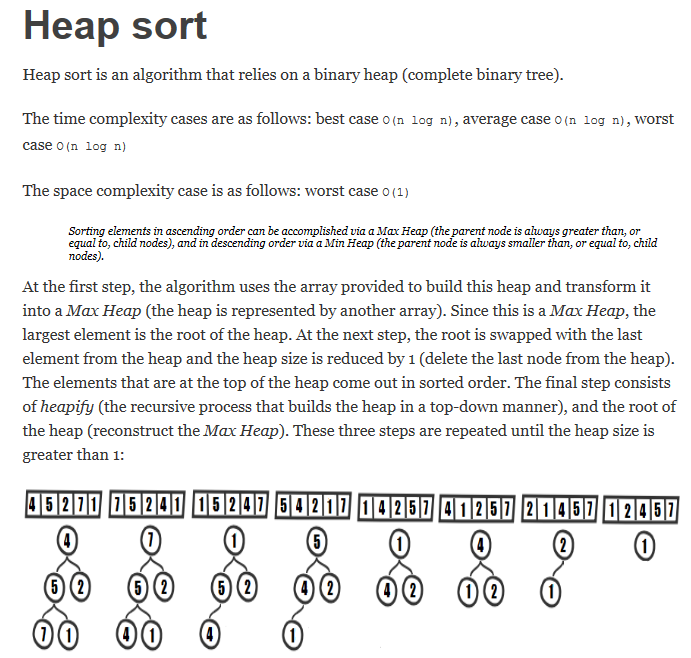 Heap sort
Heap sort is an algorithm that relies on a binary heap (complete binary tree).
The time complexity cases are as follows: best case O(n log n), average case O(n log n), worst
case O(n log n)
The space complexity case is as follows: worst case O(1)
Sorting elements in ascending order can be accomplished via a Max Heap (the parent node is always greater than, or
equal to, child nodes), and in descending order via a Min Heap (the parent node is always smaller than, or equal to, child
nodes).
At the first step, the algorithm uses the array provided to build this heap and transform it
into a Max Heap (the heap is represented by another array). Since this is a Max Heap, the
largest element is the root of the heap. At the next step, the root is swapped with the last
element from the heap and the heap size is reduced by 1 (delete the last node from the heap).
The elements that are at the top of the heap come out in sorted order. The final step consists
of heapify (the recursive process that builds the heap in a top-down manner), and the root of
the heap (reconstruct the Max Heap). These three steps are repeated until the heap size is
greater than 1:
4 5 2 7 1 7 5 2 4 1 1 5 2 4 7 5 4 2 1 7 1 4 2 5 7 4 1 2 5 7 2 1 4 5 7 1 2 4 5 7
4 7 1 5 1 4 2 1
5 2 5 2 5 2 4 2 4 2 1 2 1
7 1 4 1 4 1